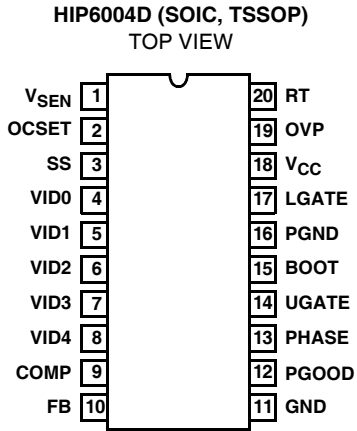 HIP6004D (SOIC, TSSOP)
TOP VIEW
VSEN 1 20 RT
OCSET 2 19 OVP
SS 3 18 VCC
VID0 4 17 LGATE
VID1 5 16 PGND
VID2 6 15 BOOT
VID3 7 14 UGATE
VID4 8 13 PHASE
COMP 9 12 PGOOD
FB 10 11 GND